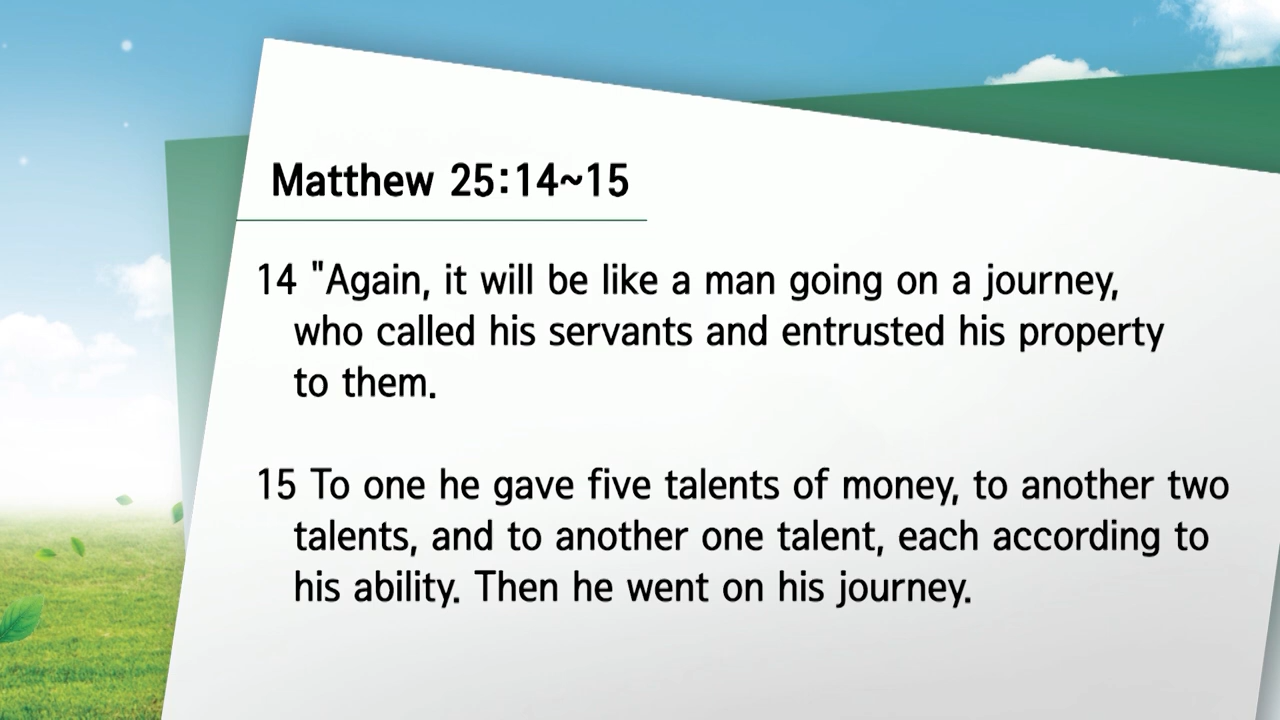 Matthew 25:14~15
14 "Again, it will be like a man going on a journey,
who called his servants and entrusted his property
to them.
15 To one he gave five talents of money, to another two
talents, and to another one talent, each according to
his ability. Then he went on his journey.